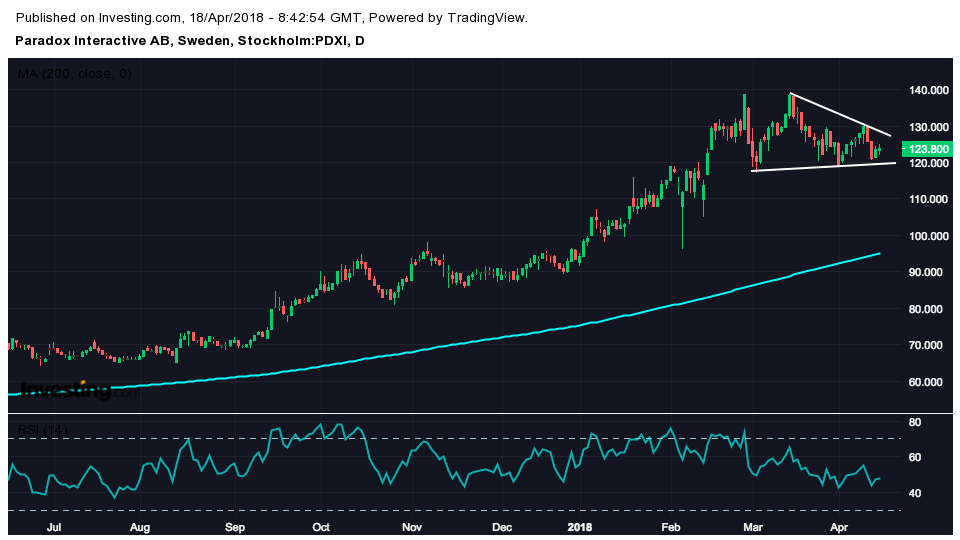 Published on Investing.com, 18/Apr/2018 - 8:42:54 GMT, Powered by TradingView.
Paradox Interactive AB, Sweden, Stockholm:PDXI, D
MA (200, close, 0)
140.000
130.000
123.800
120.000
110.000
100.000
90.000
80.000
70.000
60.000
Investing.com
RSI (14)
80
60
40
Jul Aug Sep Oct Nov Dec 2018 Feb Mar Apr